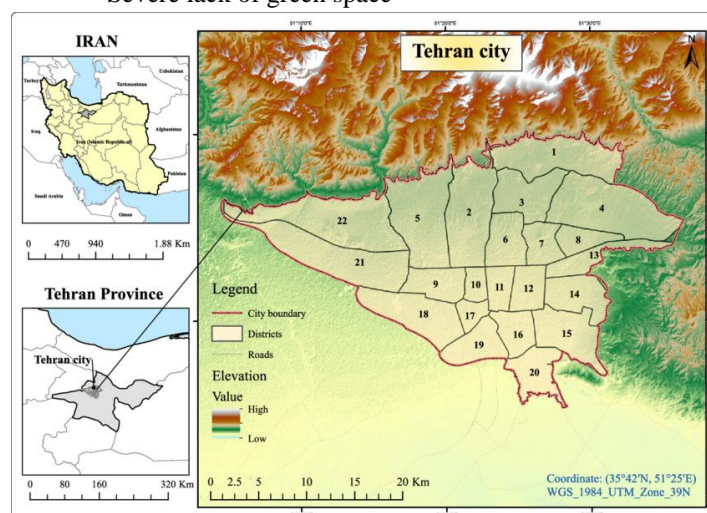 Severe lack of green space
51°10'0"E
51°20'0"E
51°30'0"E
IRAN
Turkey
Turkmenistan
Uzbekistan
Iraq
Iran (Islamic Republic of)
Afghanistan
Pakistan
Saudi Arabia
Oman
0 470 940 1.88 Km
Tehran Province
Tehran city
0 80 160 320 Km
Tehran city
N
1
2
3
4
5
6
7
8
9
10
11
12
13
14
15
16
17
18
19
20
21
22
Legend
City boundary
Districts
Roads
Elevation
Value
High
Low
0 2.5 5 10 15 20 Km
Coordinate: (35°42'N, 51°25'E)
WGS_1984_UTM_Zone_39N